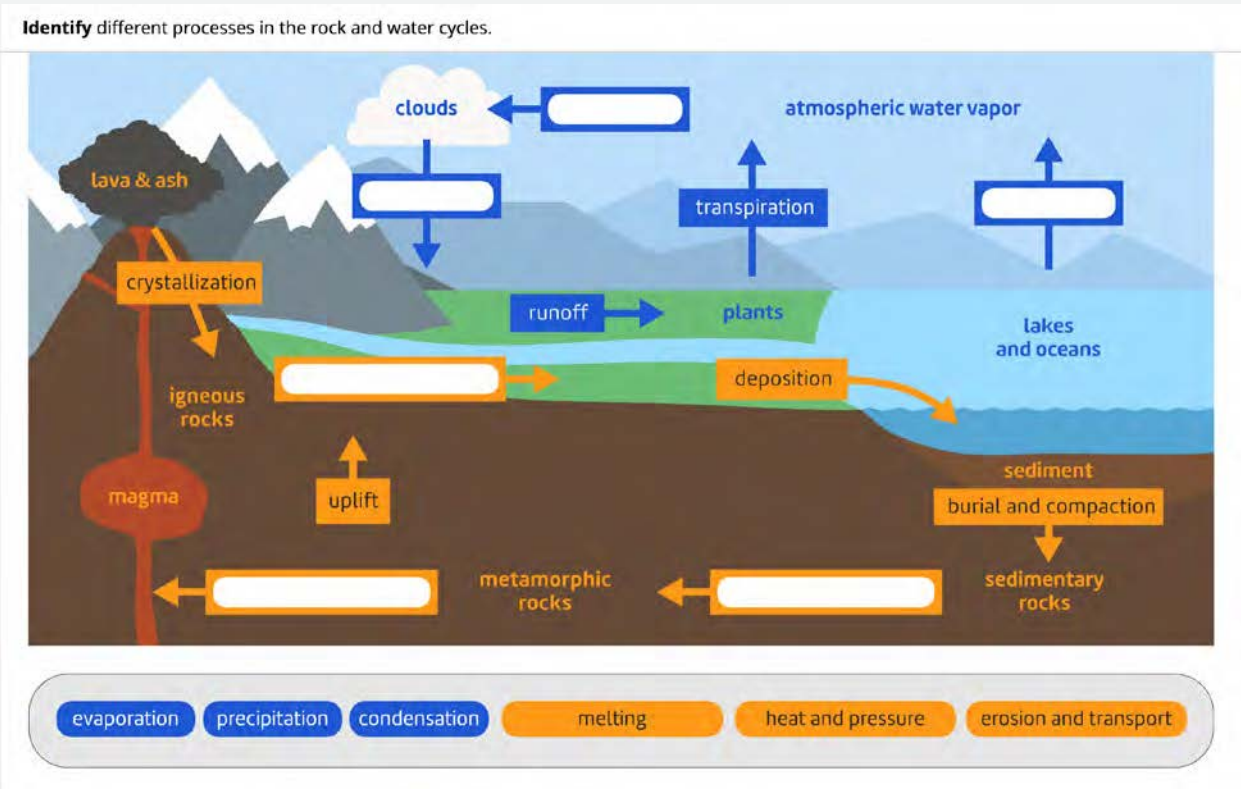 Identify different processes in the rock and water cycles.
clouds
atmospheric water vapor
lava & ash
transpiration
crystallization
runoff
plants
lakes
and oceans
deposition
igneous
rocks
magma
uplift
sediment
burial and compaction
metamorphic
rocks
sedimentary
rocks
evaporation
precipitation
condensation
melting
heat and pressure
erosion and transport